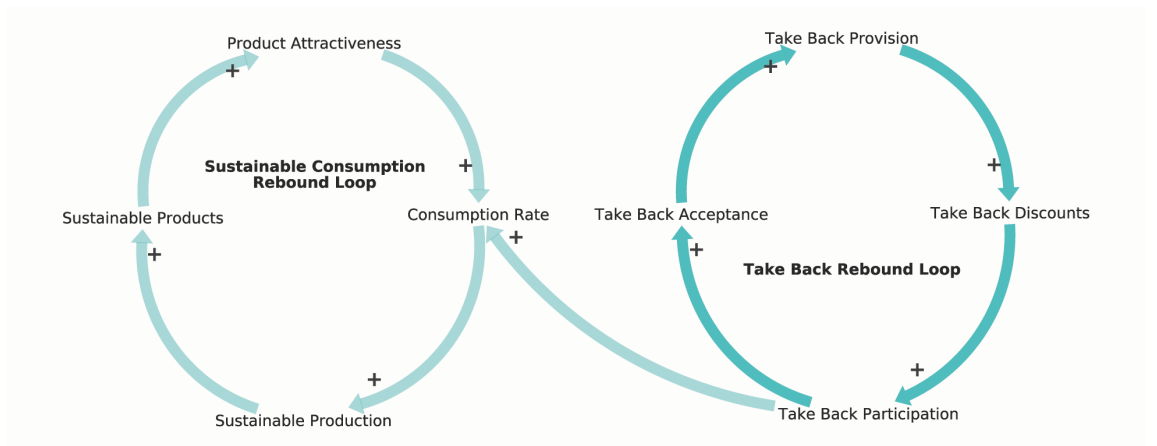 Product Attractiveness
Take Back Provision
+
+
Sustainable Consumption
Rebound Loop
+
+
Sustainable Products
Consumption Rate
Take Back Acceptance
Take Back Discounts
+
+
+
Take Back Rebound Loop
+
+
Sustainable Production
Take Back Participation